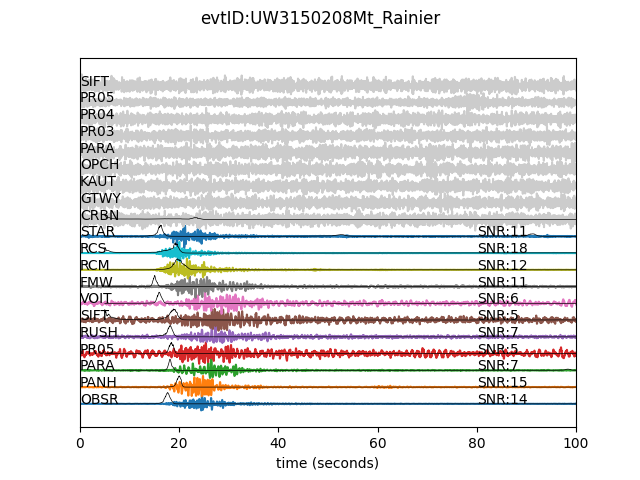 evtID:UW3150208Mt_Rainier
SIFT
PR05
PR04
PR03
PARA
OPCH
KAUT
GTWY
CRBN
STAR SNR:11
RCS SNR:18
RCM SNR:12
FMW SNR:11
VOIT SNR:6
SIFT SNR:5
RUSH SNR:7
PR05 SNR:5
PARA SNR:7
PANH SNR:15
OBSR SNR:14
0 20 40 60 80 100
time (seconds)